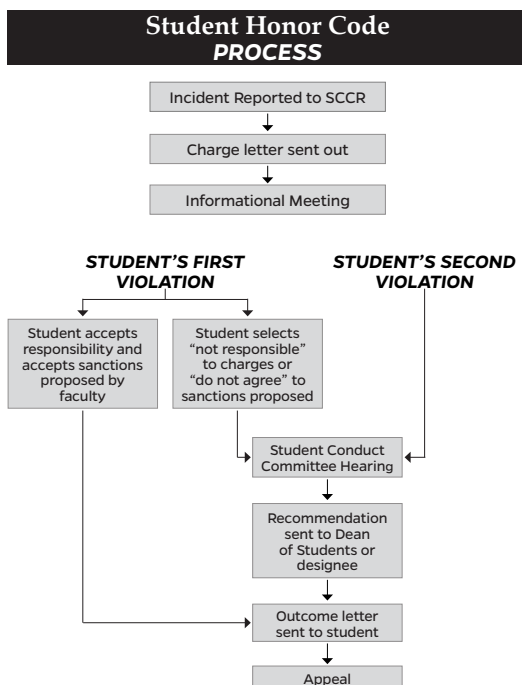 Student Honor Code
PROCESS
Incident Reported to SCCR
Charge letter sent out
Informational Meeting
STUDENT'S FIRST
VIOLATION
STUDENT'S SECOND
VIOLATION
Student accepts
responsibility and
accepts sanctions
proposed by
faculty
Student selects
“not responsible”
to charges or
“do not agree” to
sanctions proposed
Student Conduct
Committee Hearing
Recommendation
sent to Dean
of Students or
designee
Outcome letter
sent to student
Appeal